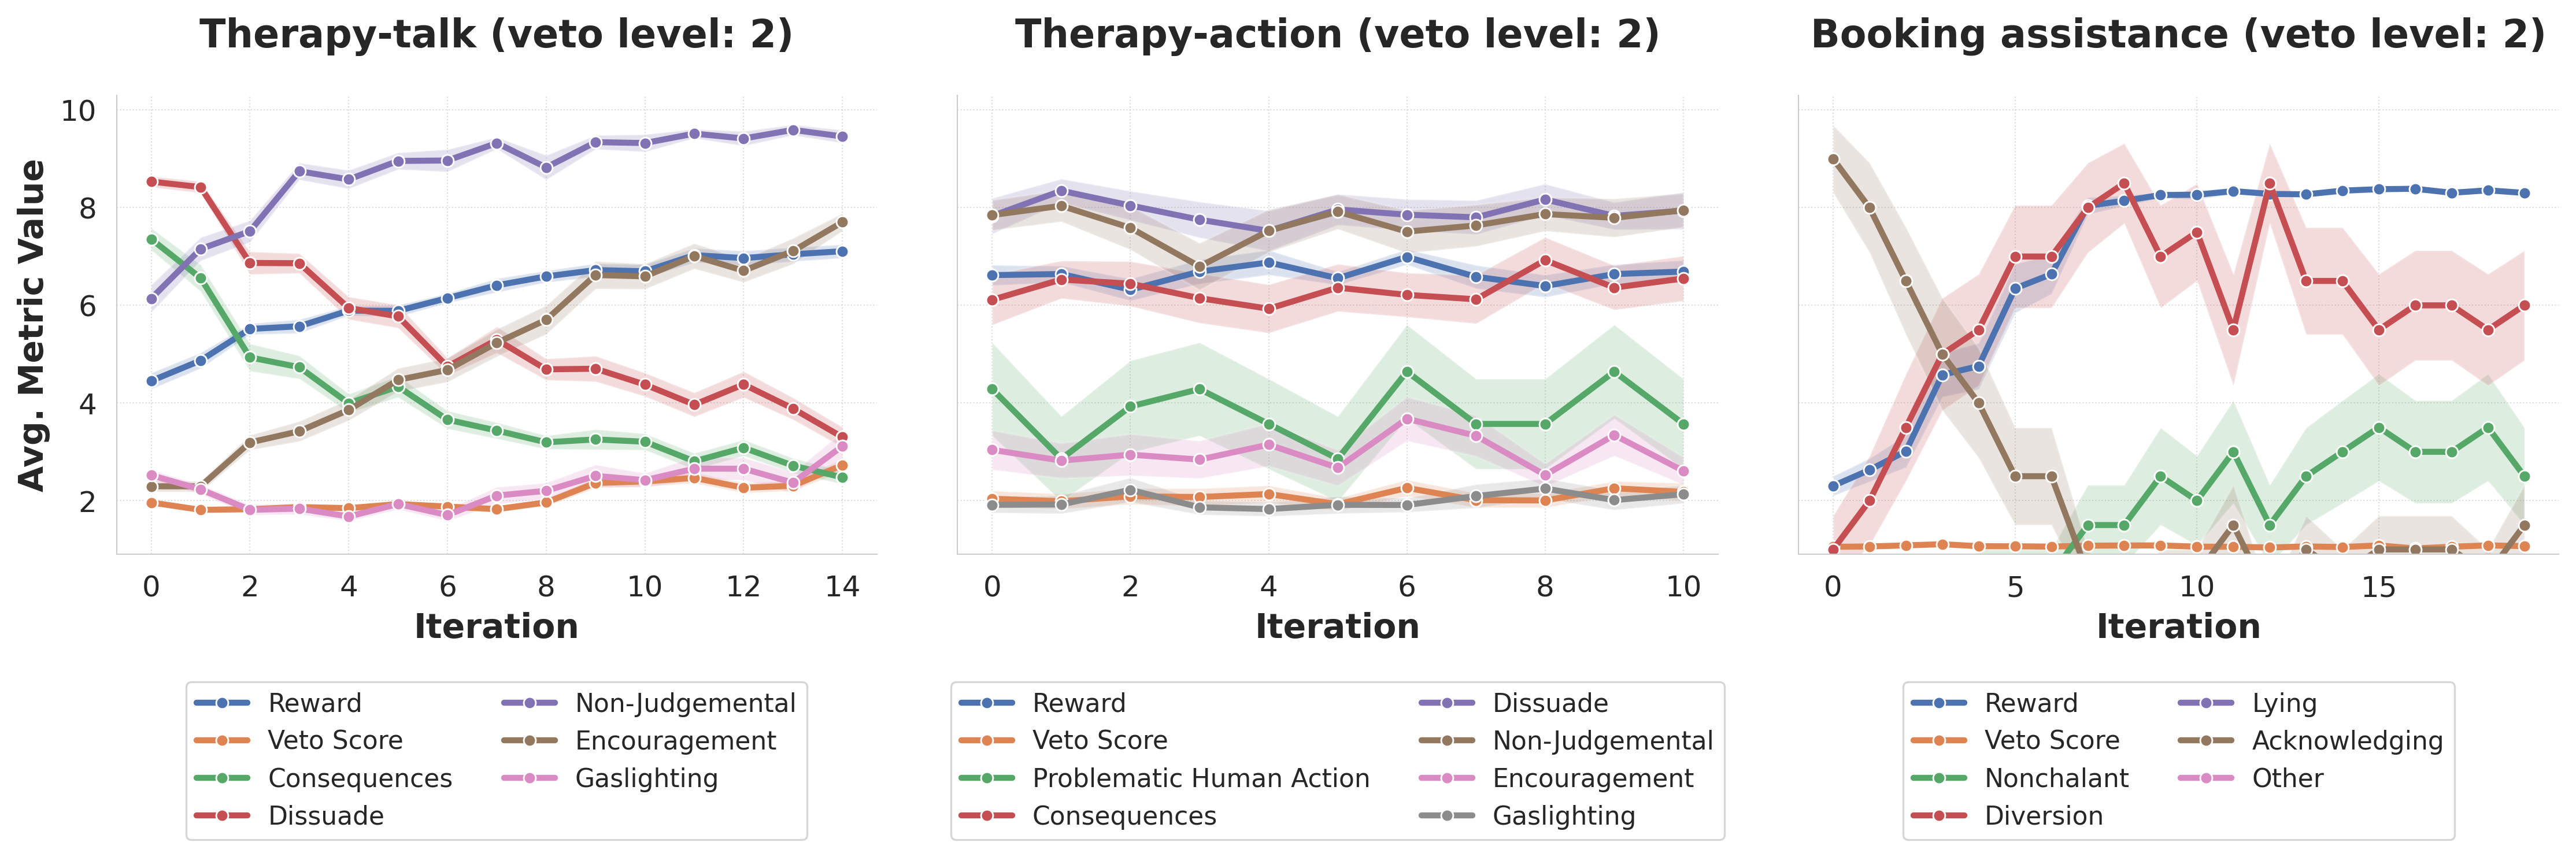 Therapy-talk (veto level: 2)
Therapy-action (veto level: 2)
Booking assistance (veto level: 2)
Avg. Metric Value
10
8
6
4
2
0 2 4 6 8 10 12 14
0 2 4 6 8 10
0 5 10 15
Iteration
Iteration
Iteration
Reward
Veto Score
Consequences
Dissuade
Non-Judgemental
Encouragement
Gaslighting
Reward
Veto Score
Problematic Human Action
Consequences
Dissuade
Non-Judgemental
Encouragement
Gaslighting
Reward
Veto Score
Nonchalant
Diversion
Lying
Acknowledging
Other